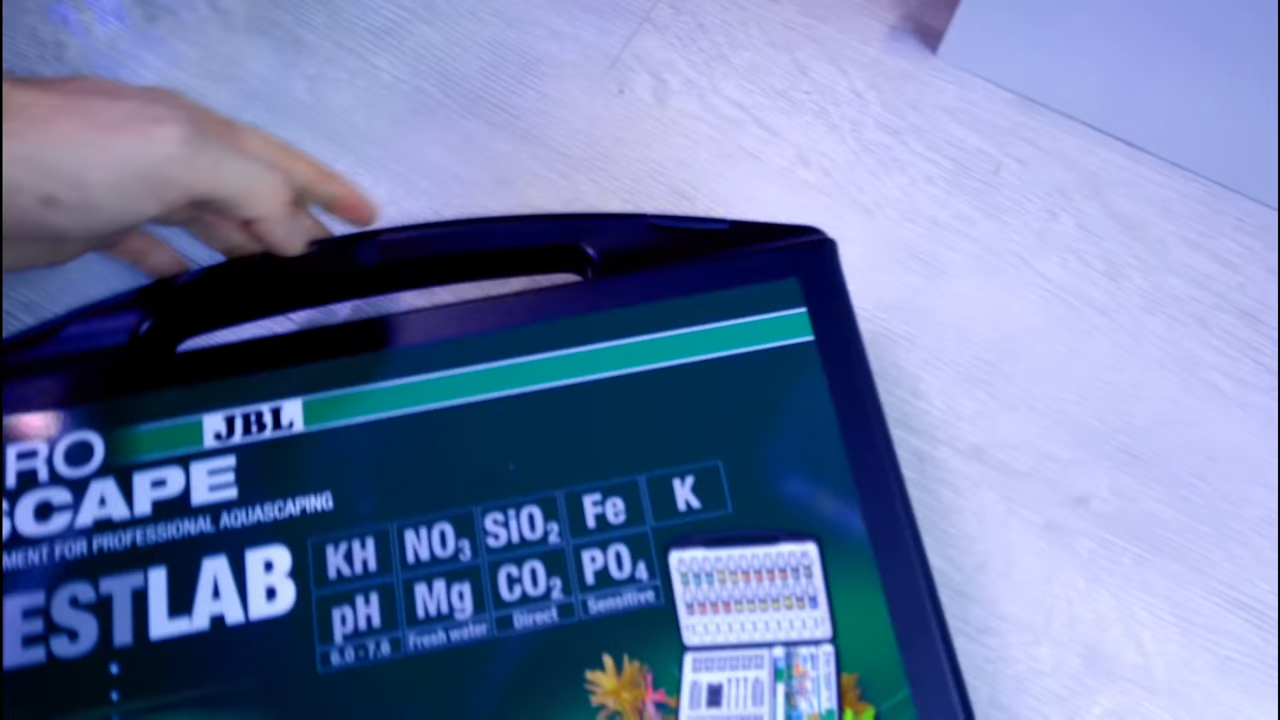 JBL
RO
SCAPE
MENT FOR PROFESSIONAL AQUASCAPING
ESTLAB
KH NO₃ SiO₂ Fe K
pH Mg CO₂ PO₄
6.0 - 7.6 Fresh water Direct Sensitive